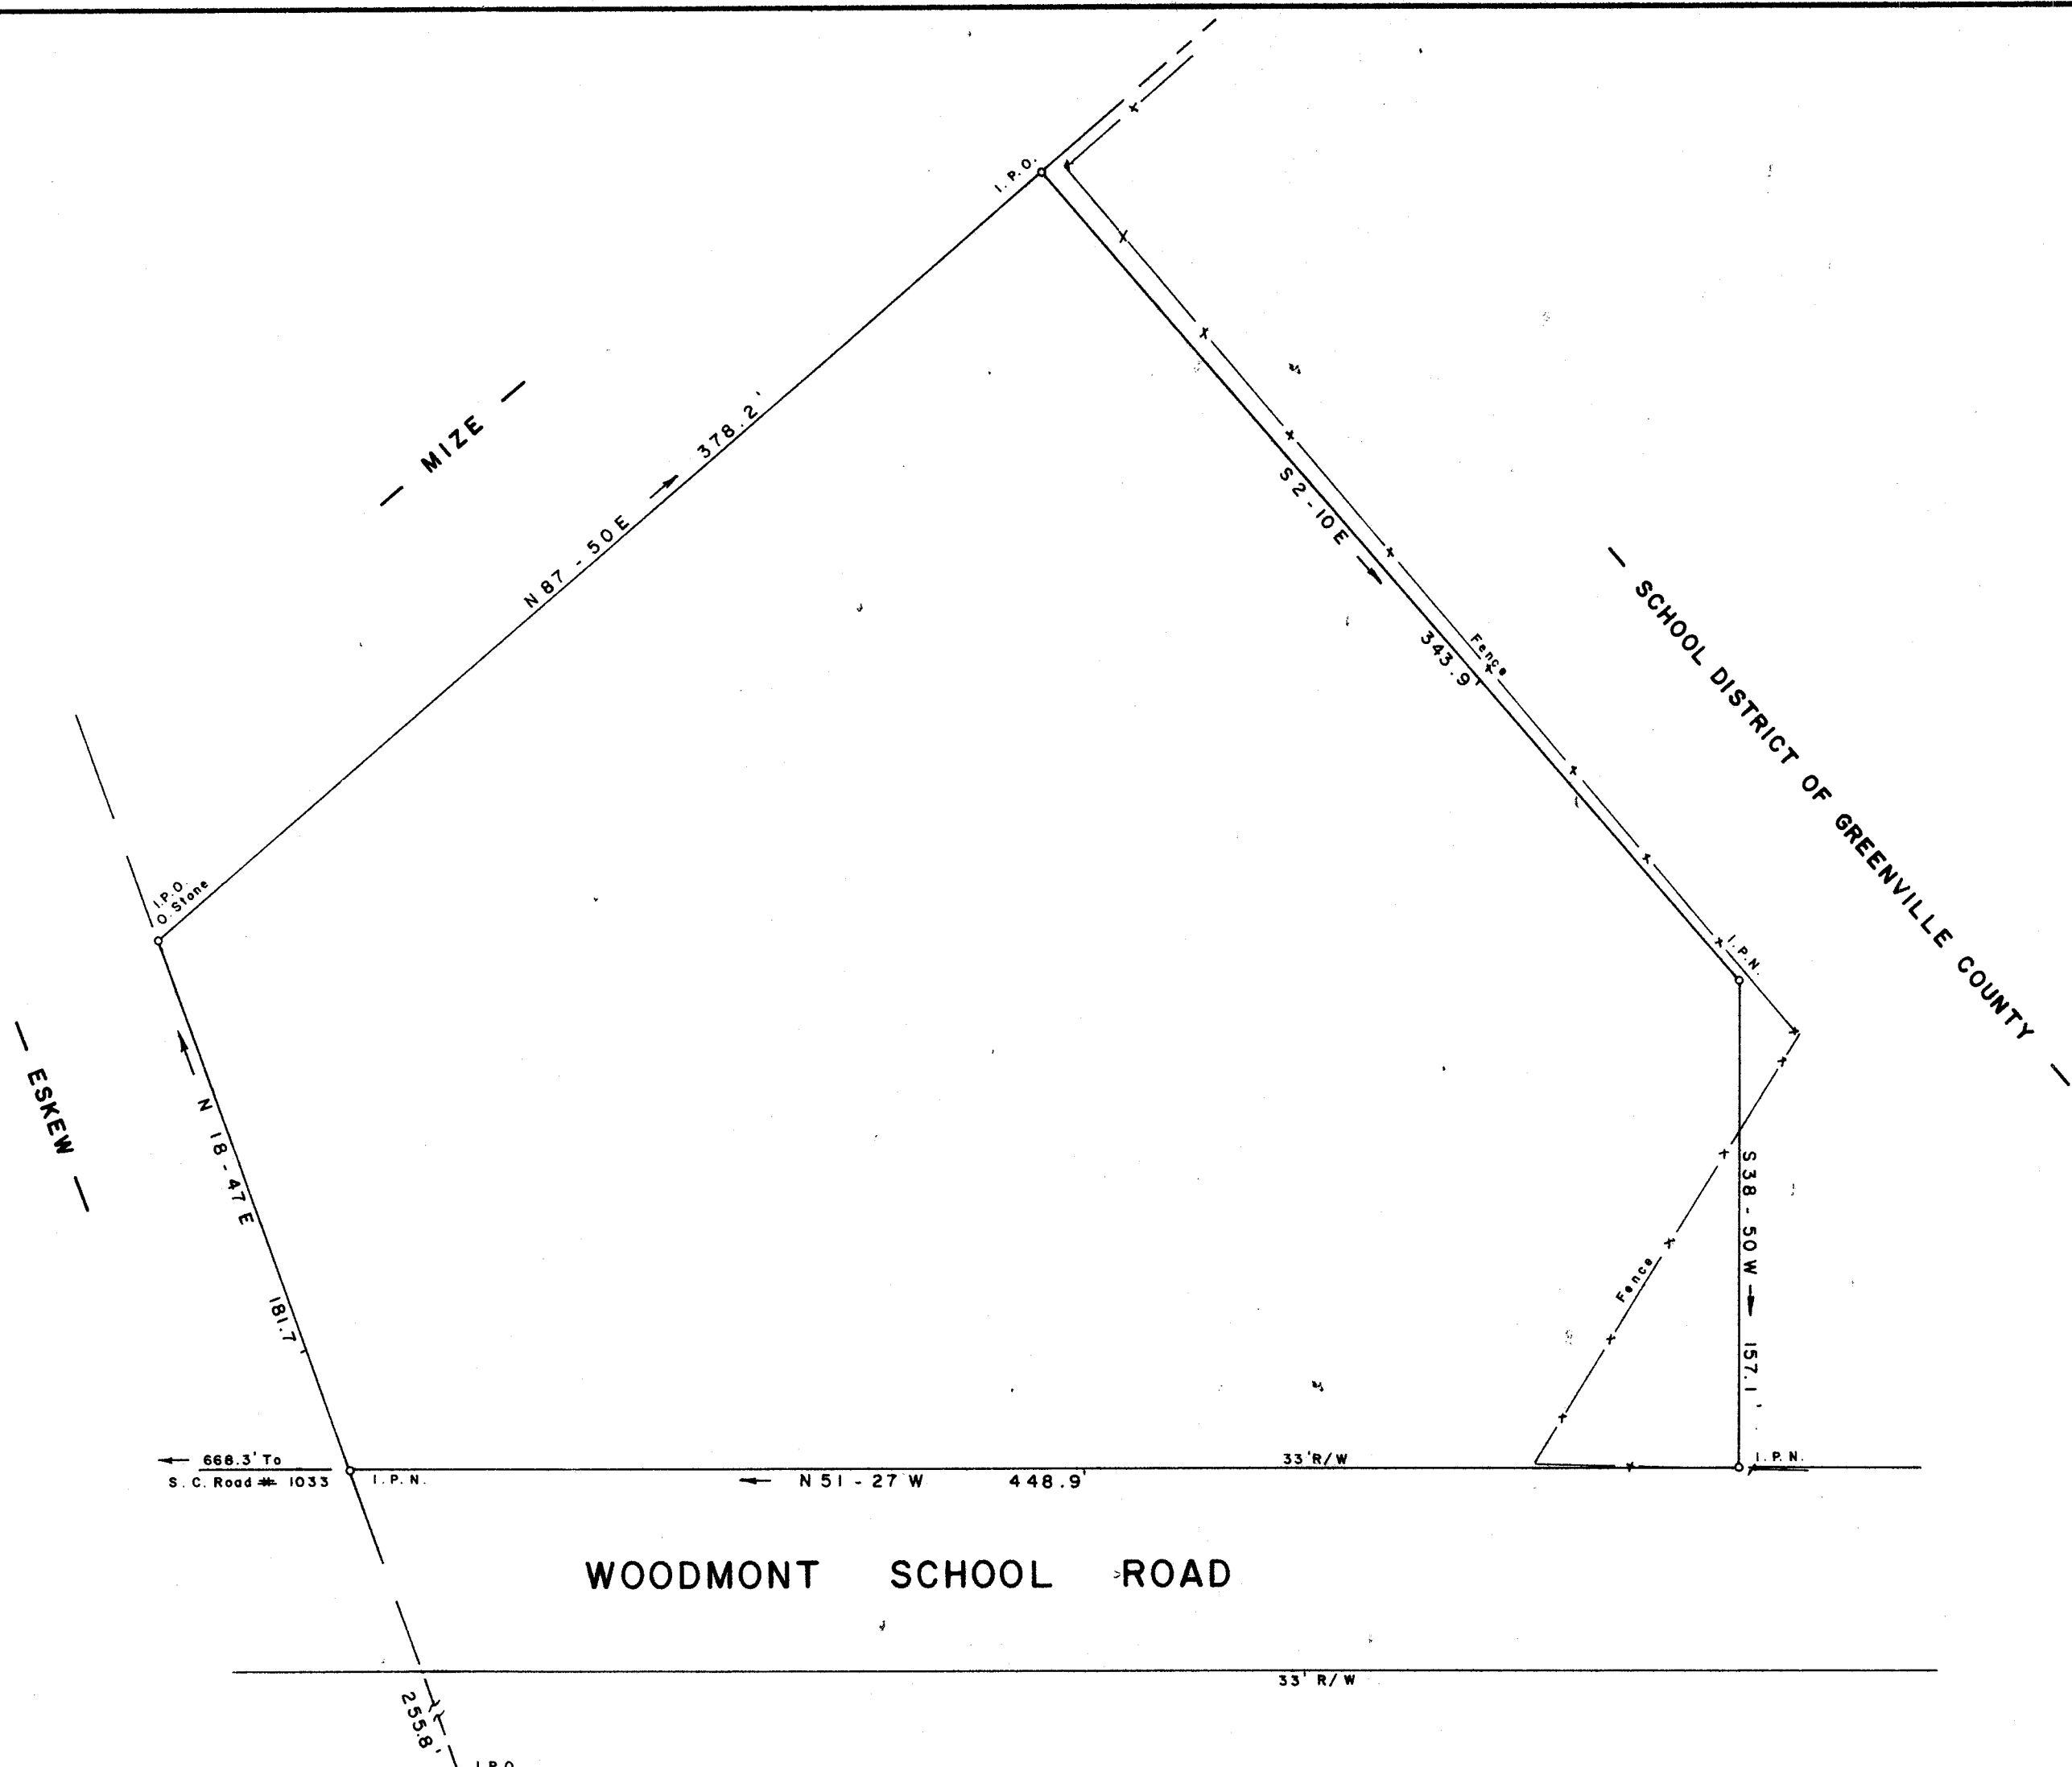 I.P.O.
— MIZE —
378.2'
N 87 - 50 E
S 2 - 10 E
Fence
343.9'
— SCHOOL DISTRICT OF GREENVILLE COUNTY —
I.P.O.
O. Stone
I.P.N.
— ESKEW —
N 18 - 47 E
181.7'
S 38 - 50 W
157.1'
Fence
668.3' To
S. C. Road # 1033
I.P.N.
33' R/W
N 51 - 27 W 448.9'
I.P.N.
WOODMONT SCHOOL ROAD
33' R/W
255.8'
I.P.O.